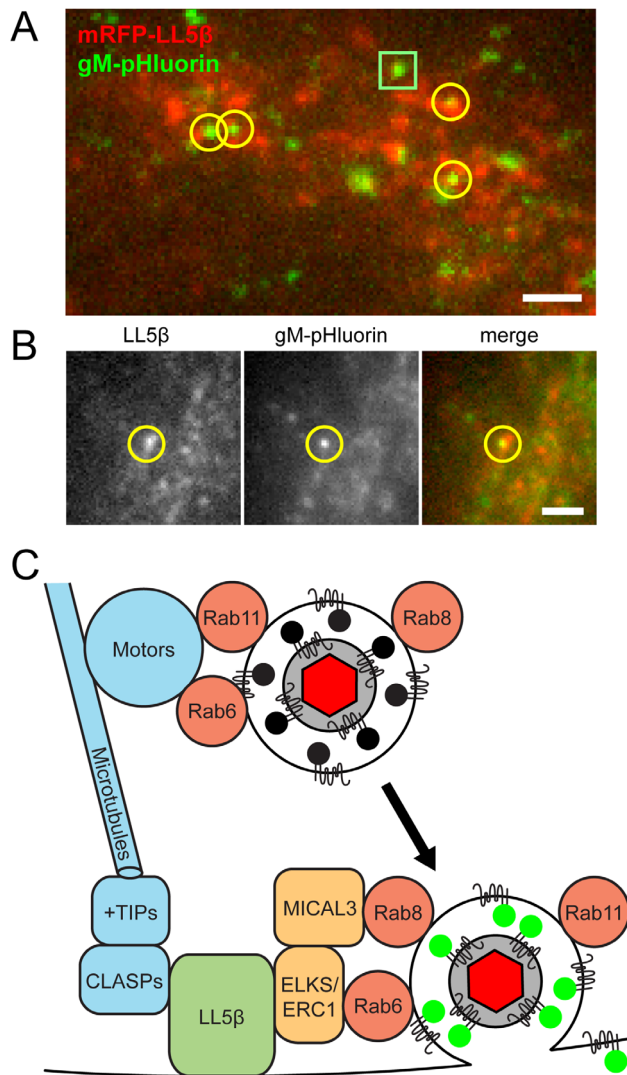 A
mRFP-LL5β
gM-pHluorin
B
LL5β gM-pHluorin merge
C
Rab11
Rab8
Motors
Rab6
Microtubules
+TIPs
MICAL3
Rab8
Rab11
CLASPs
LL5β
ELKS/
ERC1
Rab6